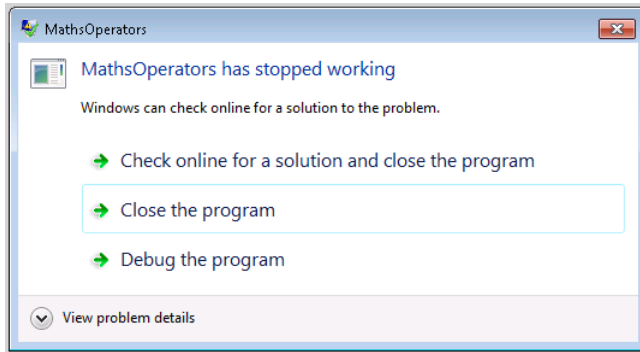 MathsOperators
MathsOperators has stopped working
Windows can check online for a solution to the problem.
Check online for a solution and close the program
Close the program
Debug the program
View problem details